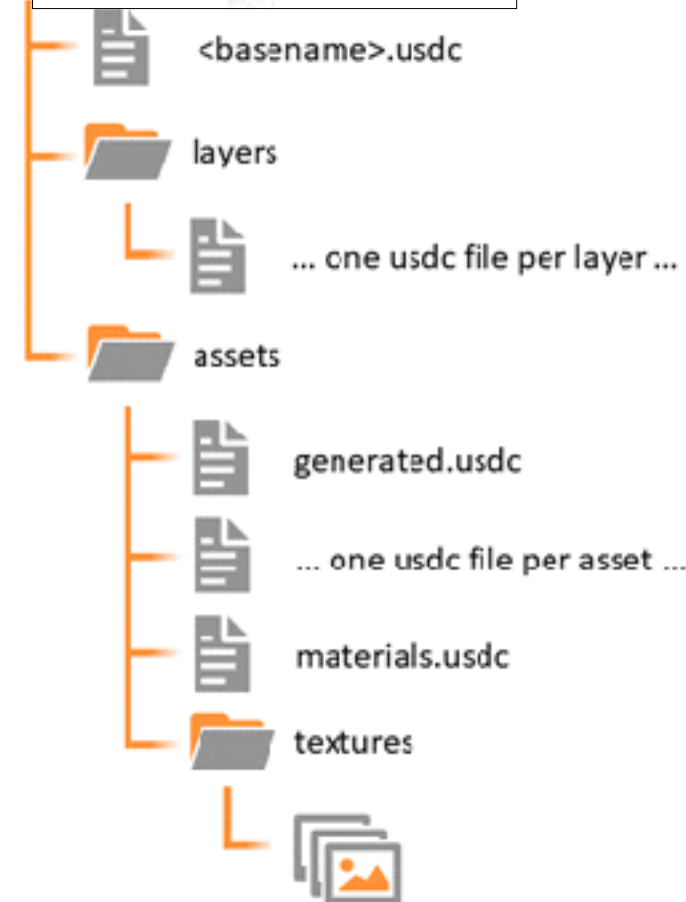 <basename>.usdc
layers
... one usdc file per layer ...
assets
generated.usdc
... one usdc file per asset ...
materials.usdc
textures